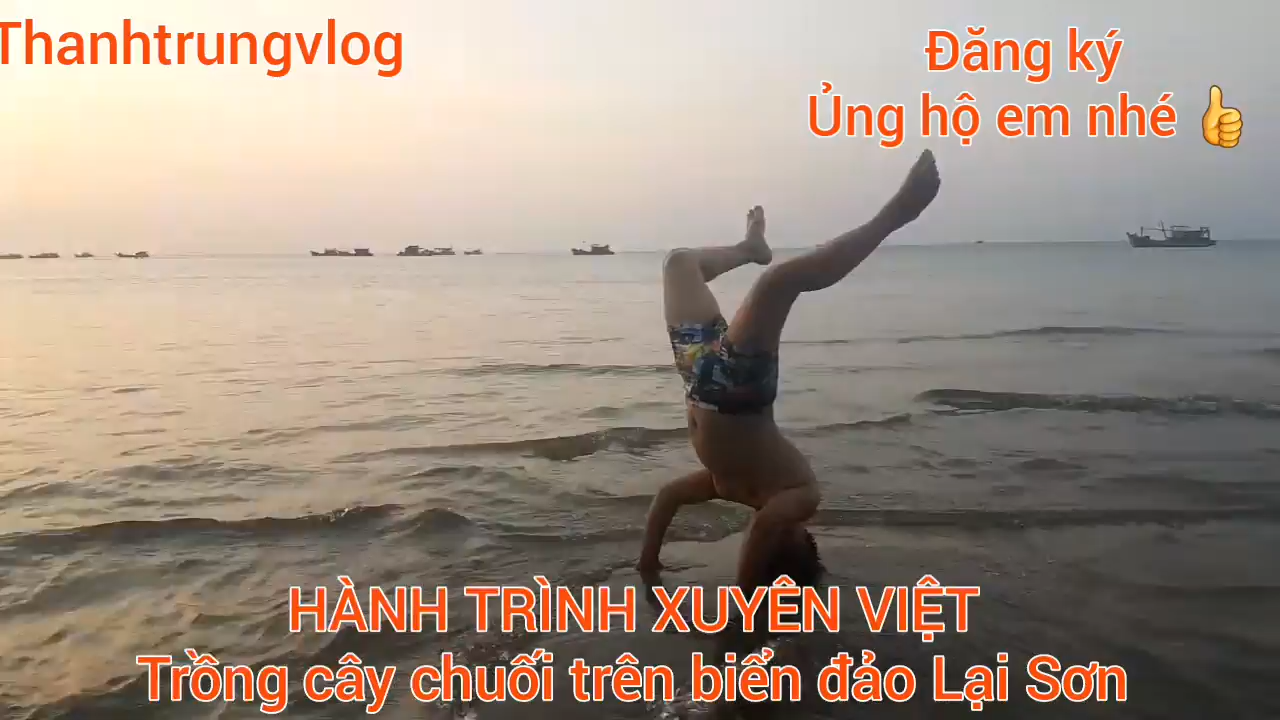 Thanhtrungvlog
Đăng ký
Ủng hộ em nhé 👍
HÀNH TRÌNH XUYÊN VIỆT
Trồng cây chuối trên biển đảo Lại Sơn